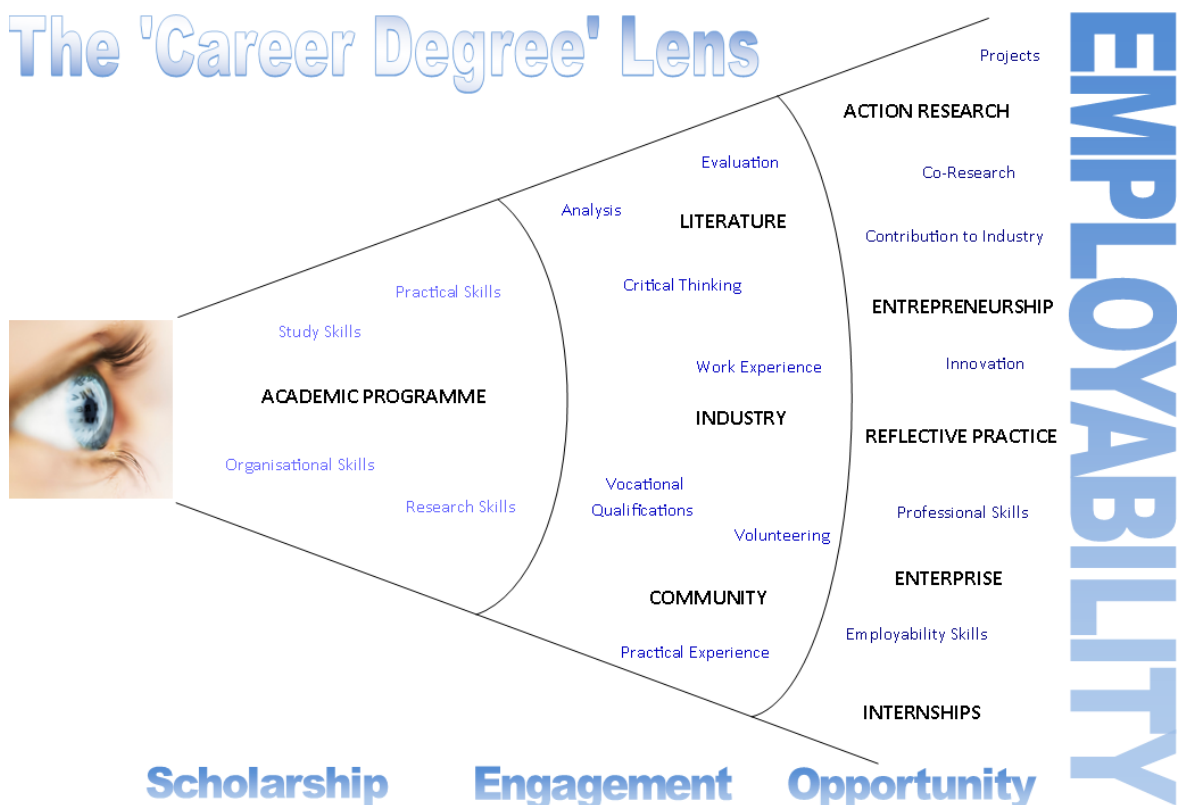 The 'Career Degree' Lens
Practical Skills
Study Skills
ACADEMIC PROGRAMME
Organisational Skills
Research Skills
Evaluation
Analysis
LITERATURE
Critical Thinking
Work Experience
INDUSTRY
Vocational
Qualifications
Volunteering
COMMUNITY
Practical Experience
Projects
ACTION RESEARCH
Co-Research
Contribution to Industry
ENTREPRENEURSHIP
Innovation
REFLECTIVE PRACTICE
Professional Skills
ENTERPRISE
Employability Skills
INTERNSHIPS
EMPLOYABILITY
Scholarship
Engagement
Opportunity